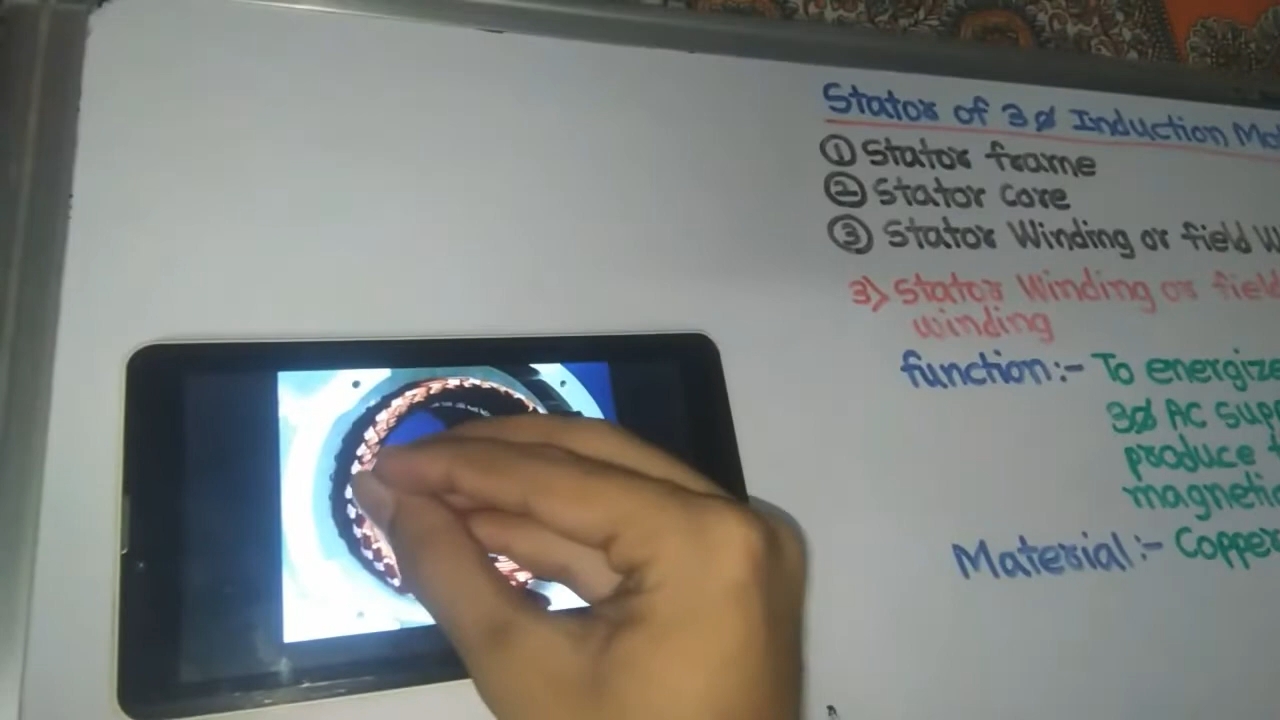 Stator of 3ø Induction Mo
① Stator frame
② Stator Core
③ Stator Winding or field W
3) Stator Winding or field
winding
function:- To energize
3ø AC sup
produce t
magnetic
Material:- Copper